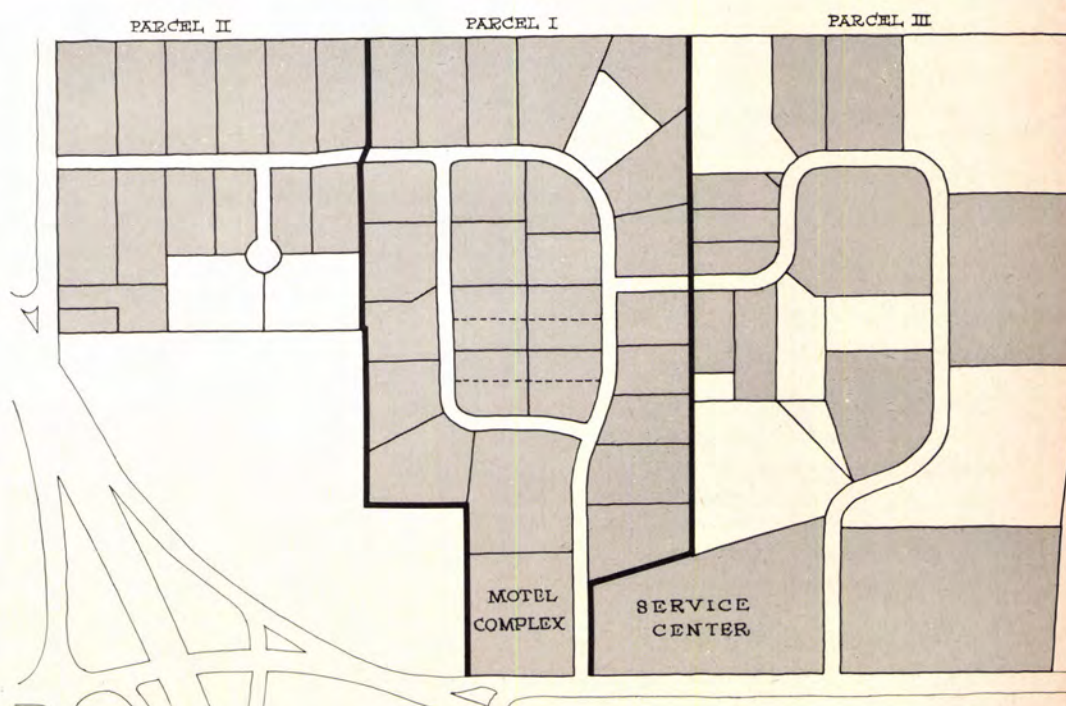 PARCEL II
PARCEL I
PARCEL III
MOTEL
COMPLEX
SERVICE
CENTER